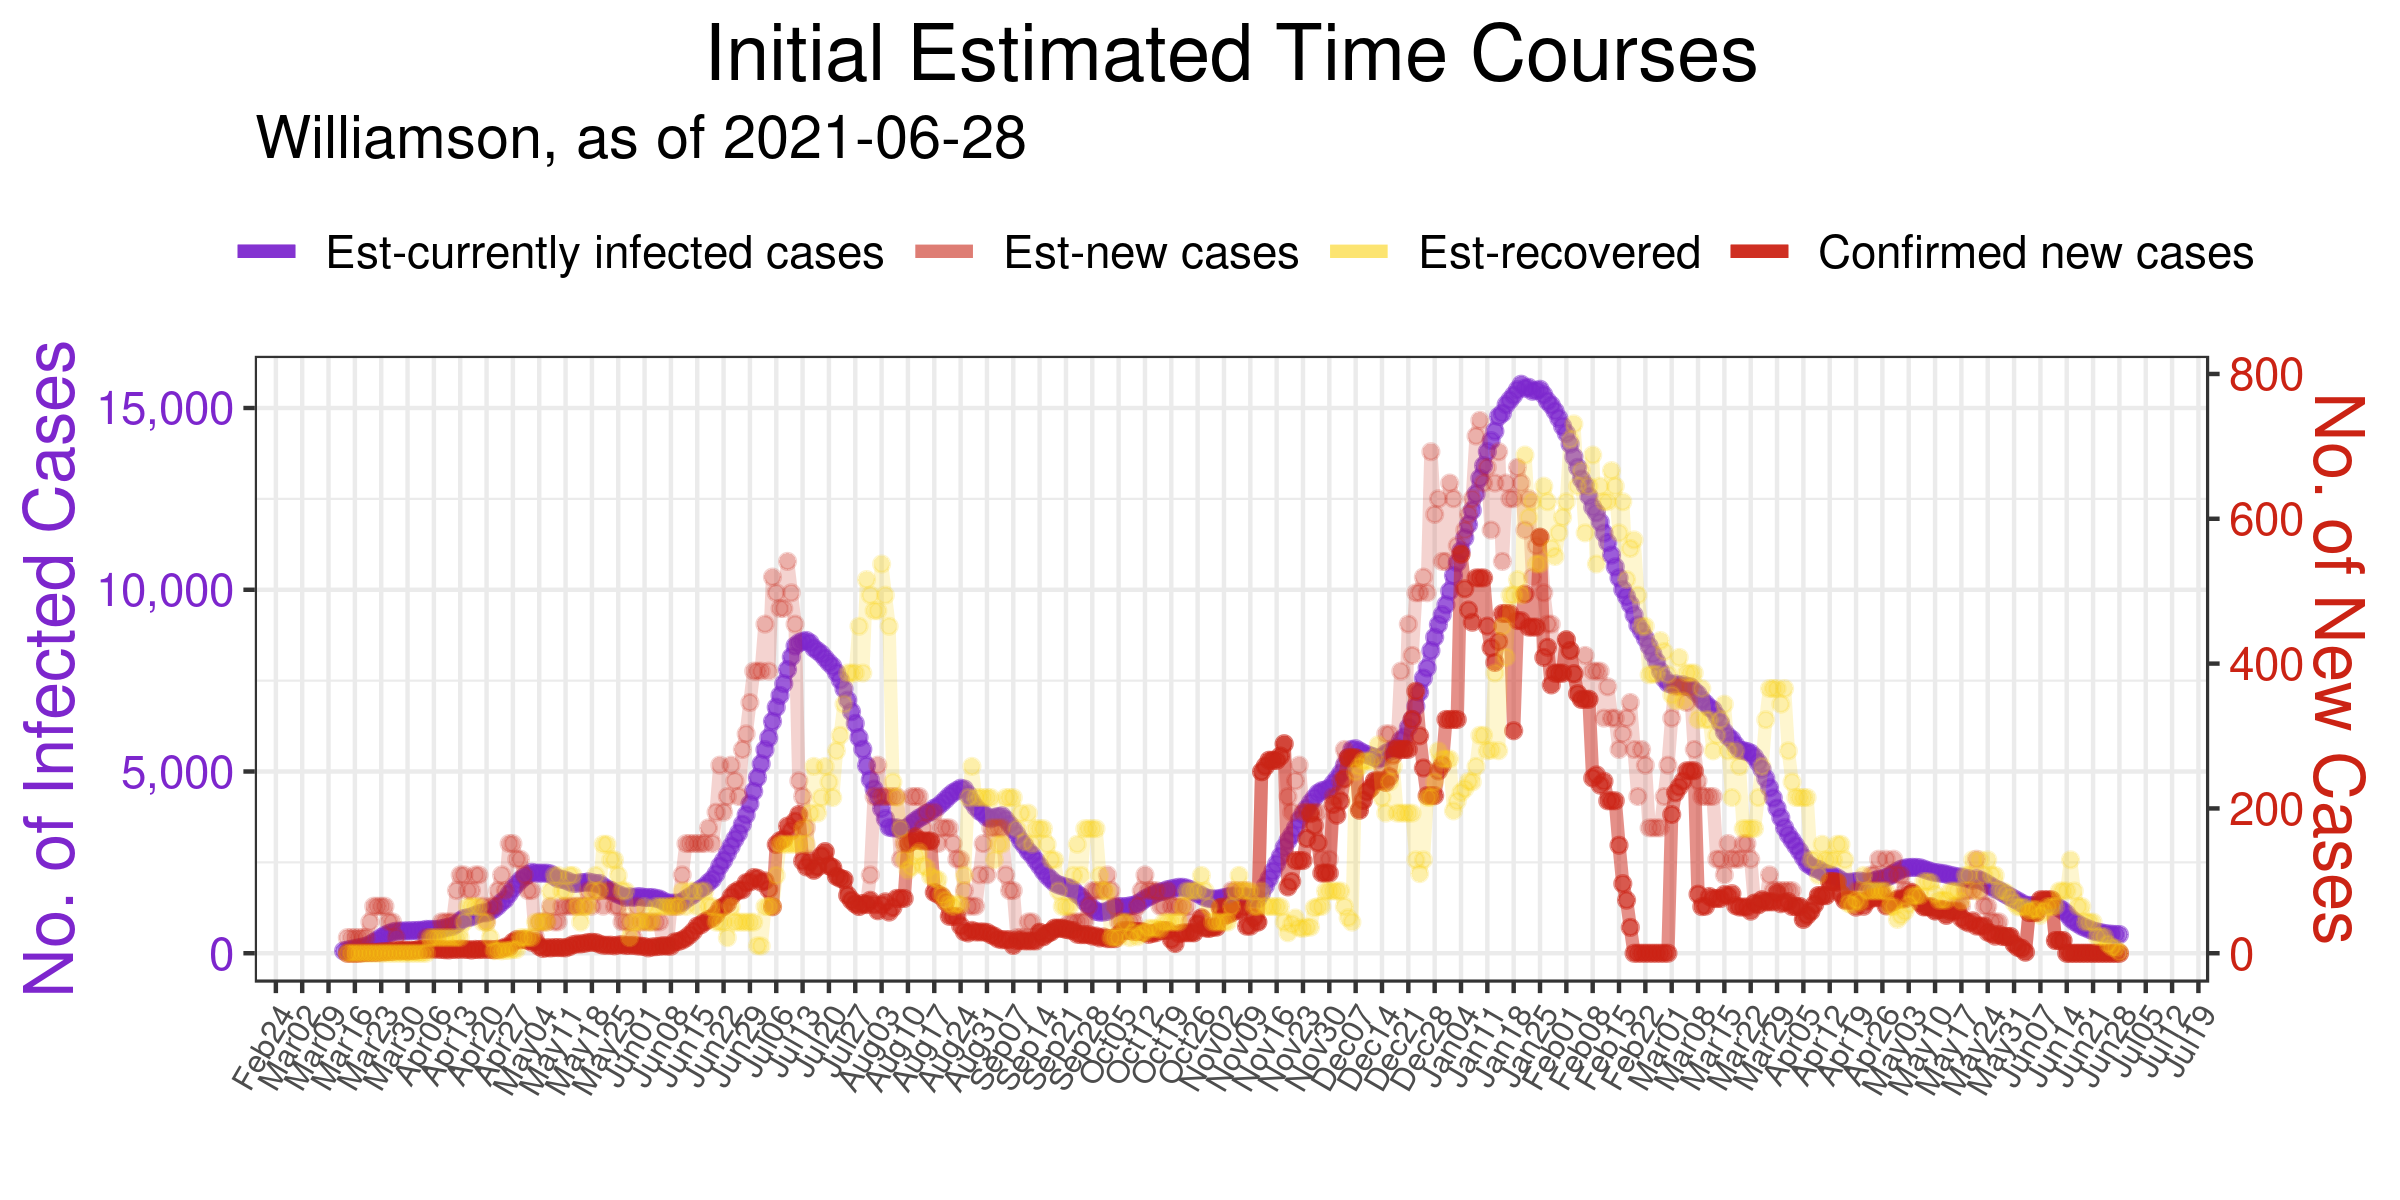 Initial Estimated Time Courses
Williamson, as of 2021-06-28
Est-currently infected cases Est-new cases Est-recovered Confirmed new cases
No. of Infected Cases
15,000
10,000
5,000
0
800
600
400
200
0
No. of New Cases
Feb24 Mar02 Mar09 Mar16 Mar23 Mar30 Apr06 Apr13 Apr20 Apr27 May04 May11 May18 May25 Jun01 Jun08 Jun15 Jun22 Jun29 Jul06 Jul13 Jul20 Jul27 Aug03 Aug10 Aug17 Aug24 Aug31 Sep07 Sep14 Sep21 Sep28 Oct05 Oct12 Oct19 Oct26 Nov02 Nov09 Nov16 Nov23 Nov30 Dec07 Dec14 Dec21 Dec28 Jan04 Jan11 Jan18 Jan25 Feb01 Feb08 Feb15 Feb22 Mar01 Mar08 Mar15 Mar22 Mar29 Apr05 Apr12 Apr19 Apr26 May03 May10 May17 May24 May31 Jun07 Jun14 Jun21 Jun28 Jul05 Jul12 Jul19